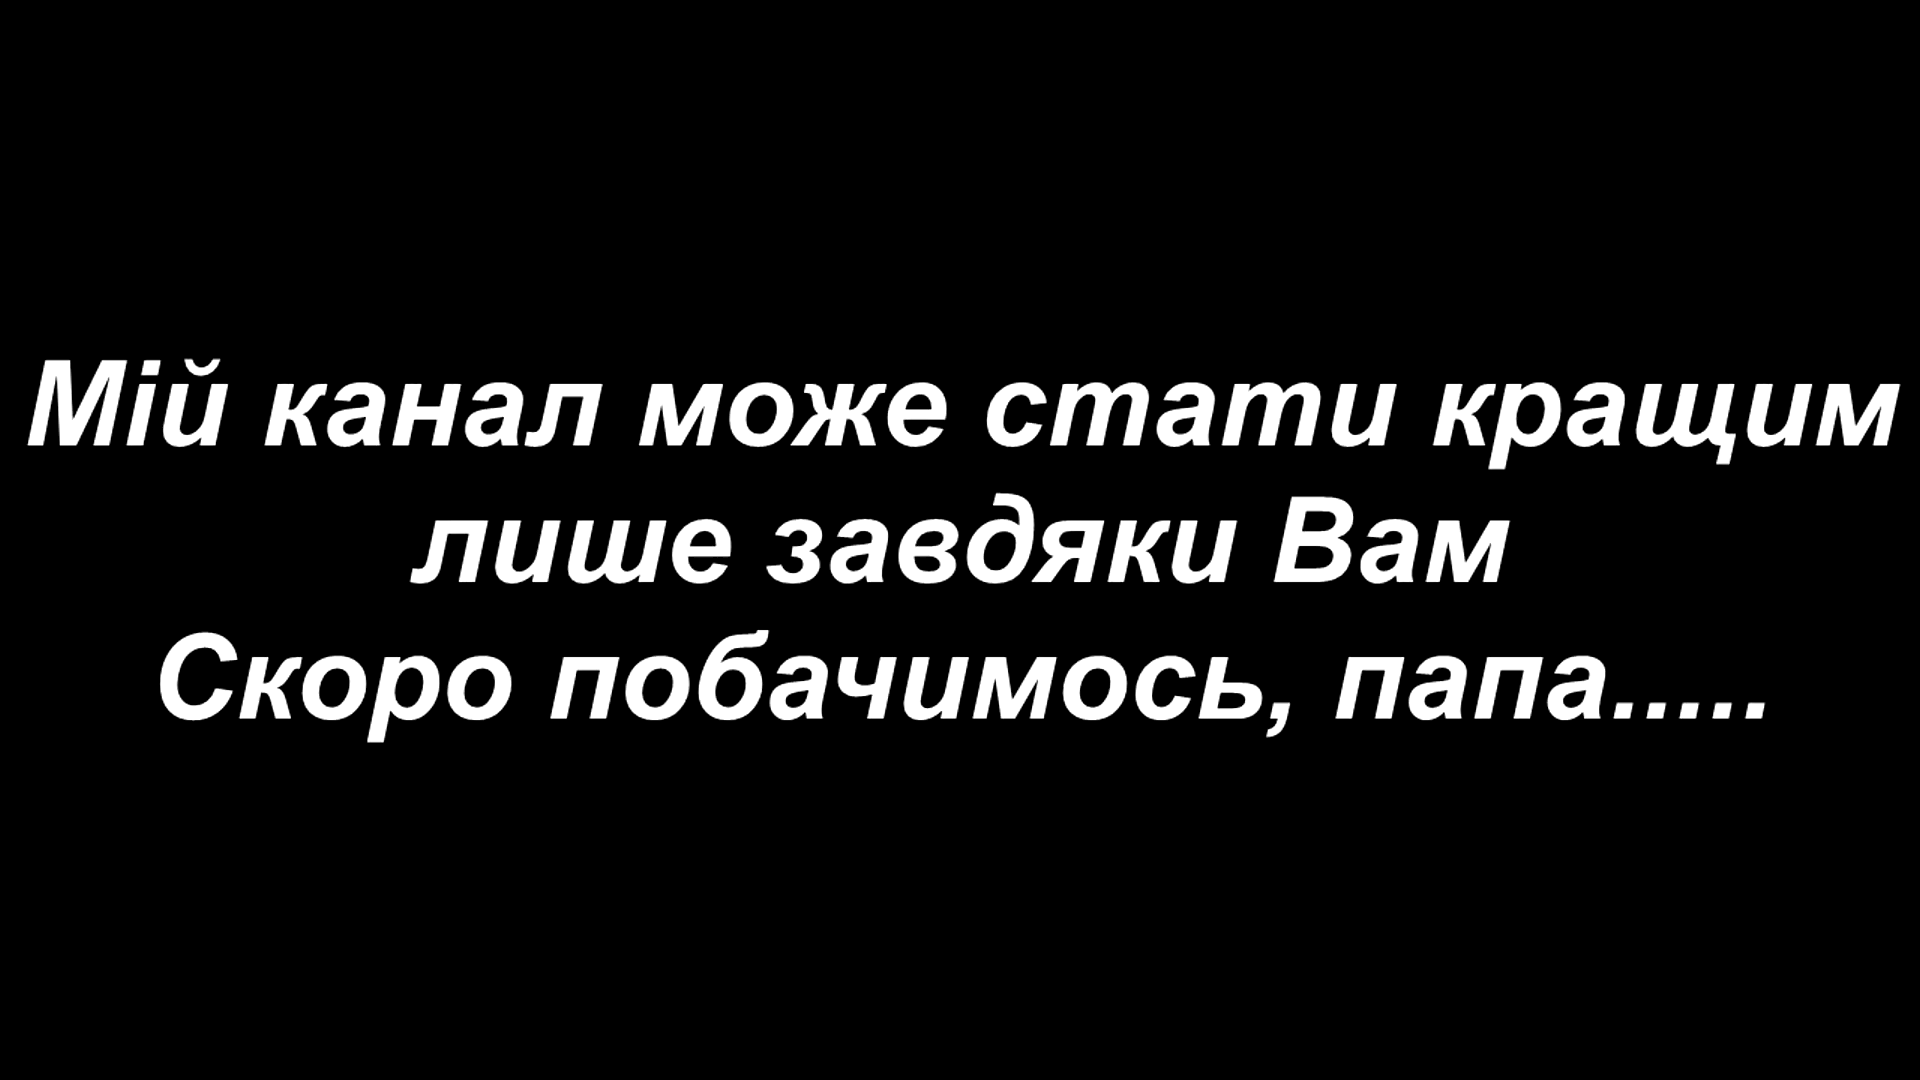 Мій канал може стати кращим
лише завдяки Вам
Скоро побачимось, папа.....